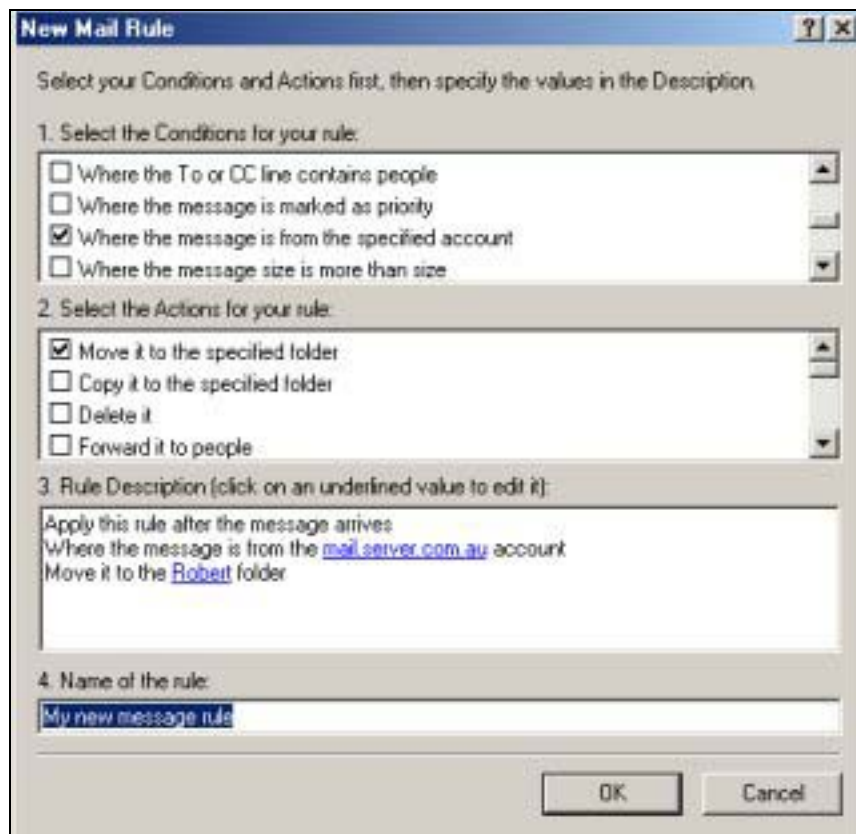 New Mail Rule
Select your Conditions and Actions first, then specify the values in the Description.
1. Select the Conditions for your rule:
Where the To or CC line contains people
Where the message is marked as priority
Where the message is from the specified account
Where the message size is more than size
2. Select the Actions for your rule:
Move it to the specified folder
Copy it to the specified folder
Delete it
Forward it to people
3. Rule Description (click on an underlined value to edit it):
Apply this rule after the message arrives
Where the message is from the mail.server.com.au account
Move it to the Robert folder
4. Name of the rule:
My new message rule
OK Cancel